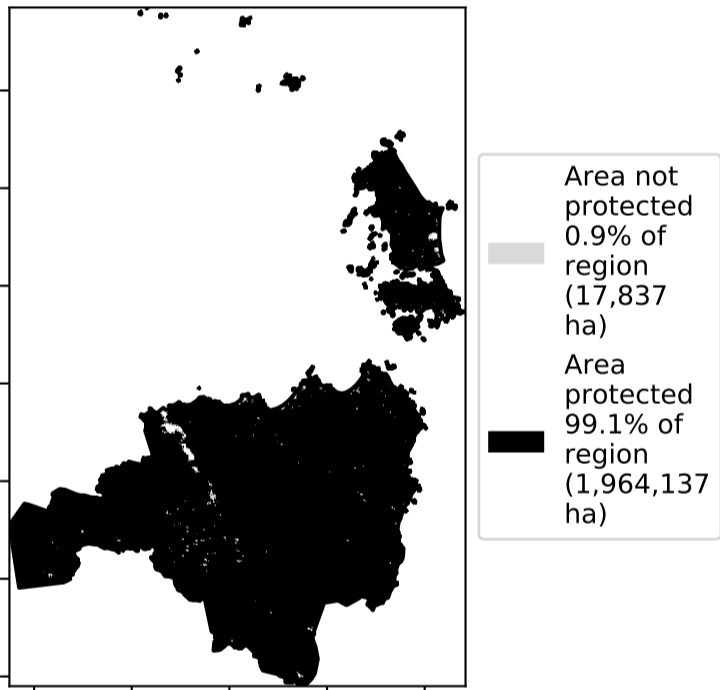 Area not
protected
0.9% of
region
(17,837
ha)
Area
protected
99.1% of
region
(1,964,137
ha)